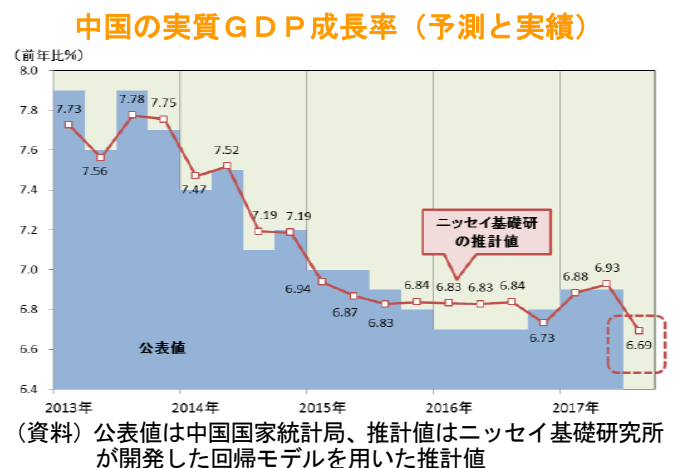 中国の実質ＧＤＰ成長率（予測と実績）
（前年比%）
8.0
7.8
7.6
7.4
7.2
7.0
6.8
6.6
6.4
7.73
7.56
7.78
7.75
7.47
7.52
7.19
7.19
6.94
6.87
6.83
6.84
6.83
6.83
6.84
6.73
6.88
6.93
6.69
ニッセイ基礎研
の推計値
公表値
2013年
2014年
2015年
2016年
2017年
（資料）公表値は中国国家統計局、推計値はニッセイ基礎研究所
が開発した回帰モデルを用いた推計値